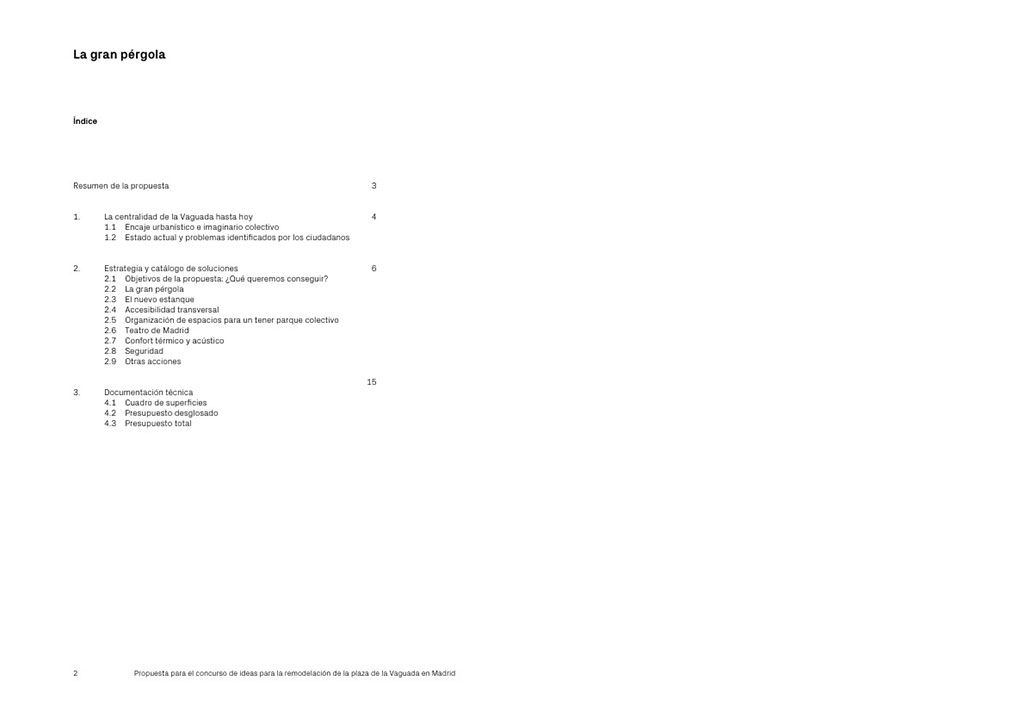 La gran pérgola
Índice
Resumen de la propuesta 3
1. La centralidad de la Vaguada hasta hoy 4
1.1 Encaje urbanístico e imaginario colectivo
1.2 Estado actual y problemas identificados por los ciudadanos
2. Estrategia y catálogo de soluciones 6
2.1 Objetivos de la propuesta: ¿Qué queremos conseguir?
2.2 La gran pérgola
2.3 El nuevo estanque
2.4 Accesibilidad transversal
2.5 Organización de espacios para un tener parque colectivo
2.6 Teatro de Madrid
2.7 Confort térmico y acústico
2.8 Seguridad
2.9 Otras acciones
15
3. Documentación técnica
4.1 Cuadro de superficies
4.2 Presupuesto desglosado
4.3 Presupuesto total
2 Propuesta para el concurso de ideas para la remodelación de la plaza de la Vaguada en Madrid